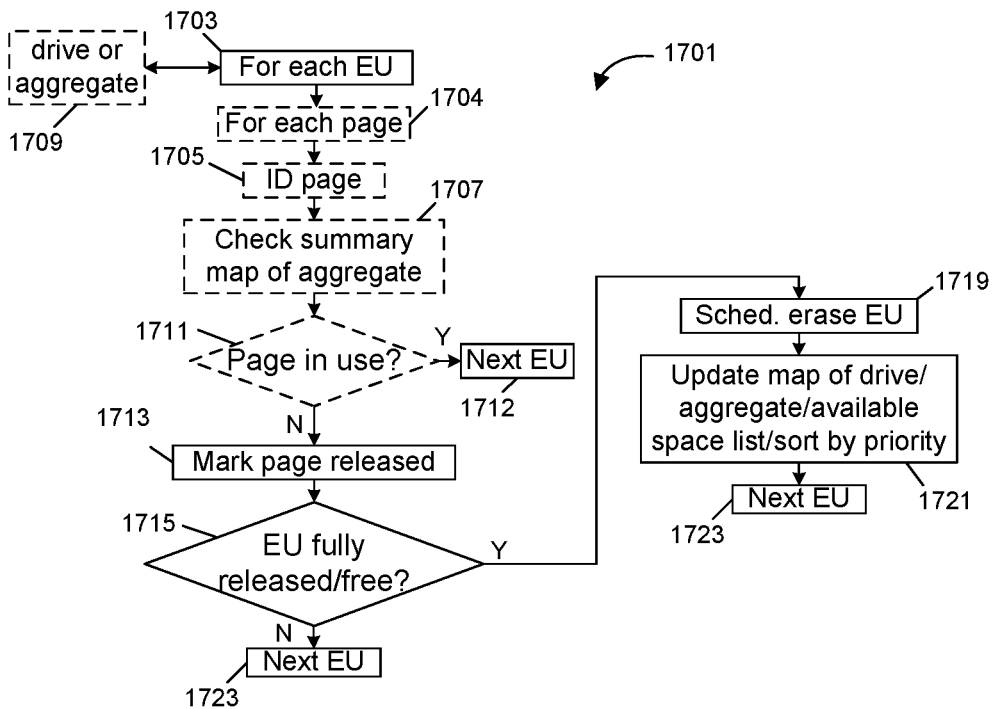 1703
drive or
aggregate
For each EU
1701
1709
1704
For each page
1705
ID page
1707
Check summary
map of aggregate
1711
Page in use?
Y
Next EU
1712
N
1713
Mark page released
1715
EU fully
released/free?
Y
N
Next EU
1723
1719
Sched. erase EU
Update map of drive/
aggregate/available
space list/sort by priority
1721
Next EU
1723